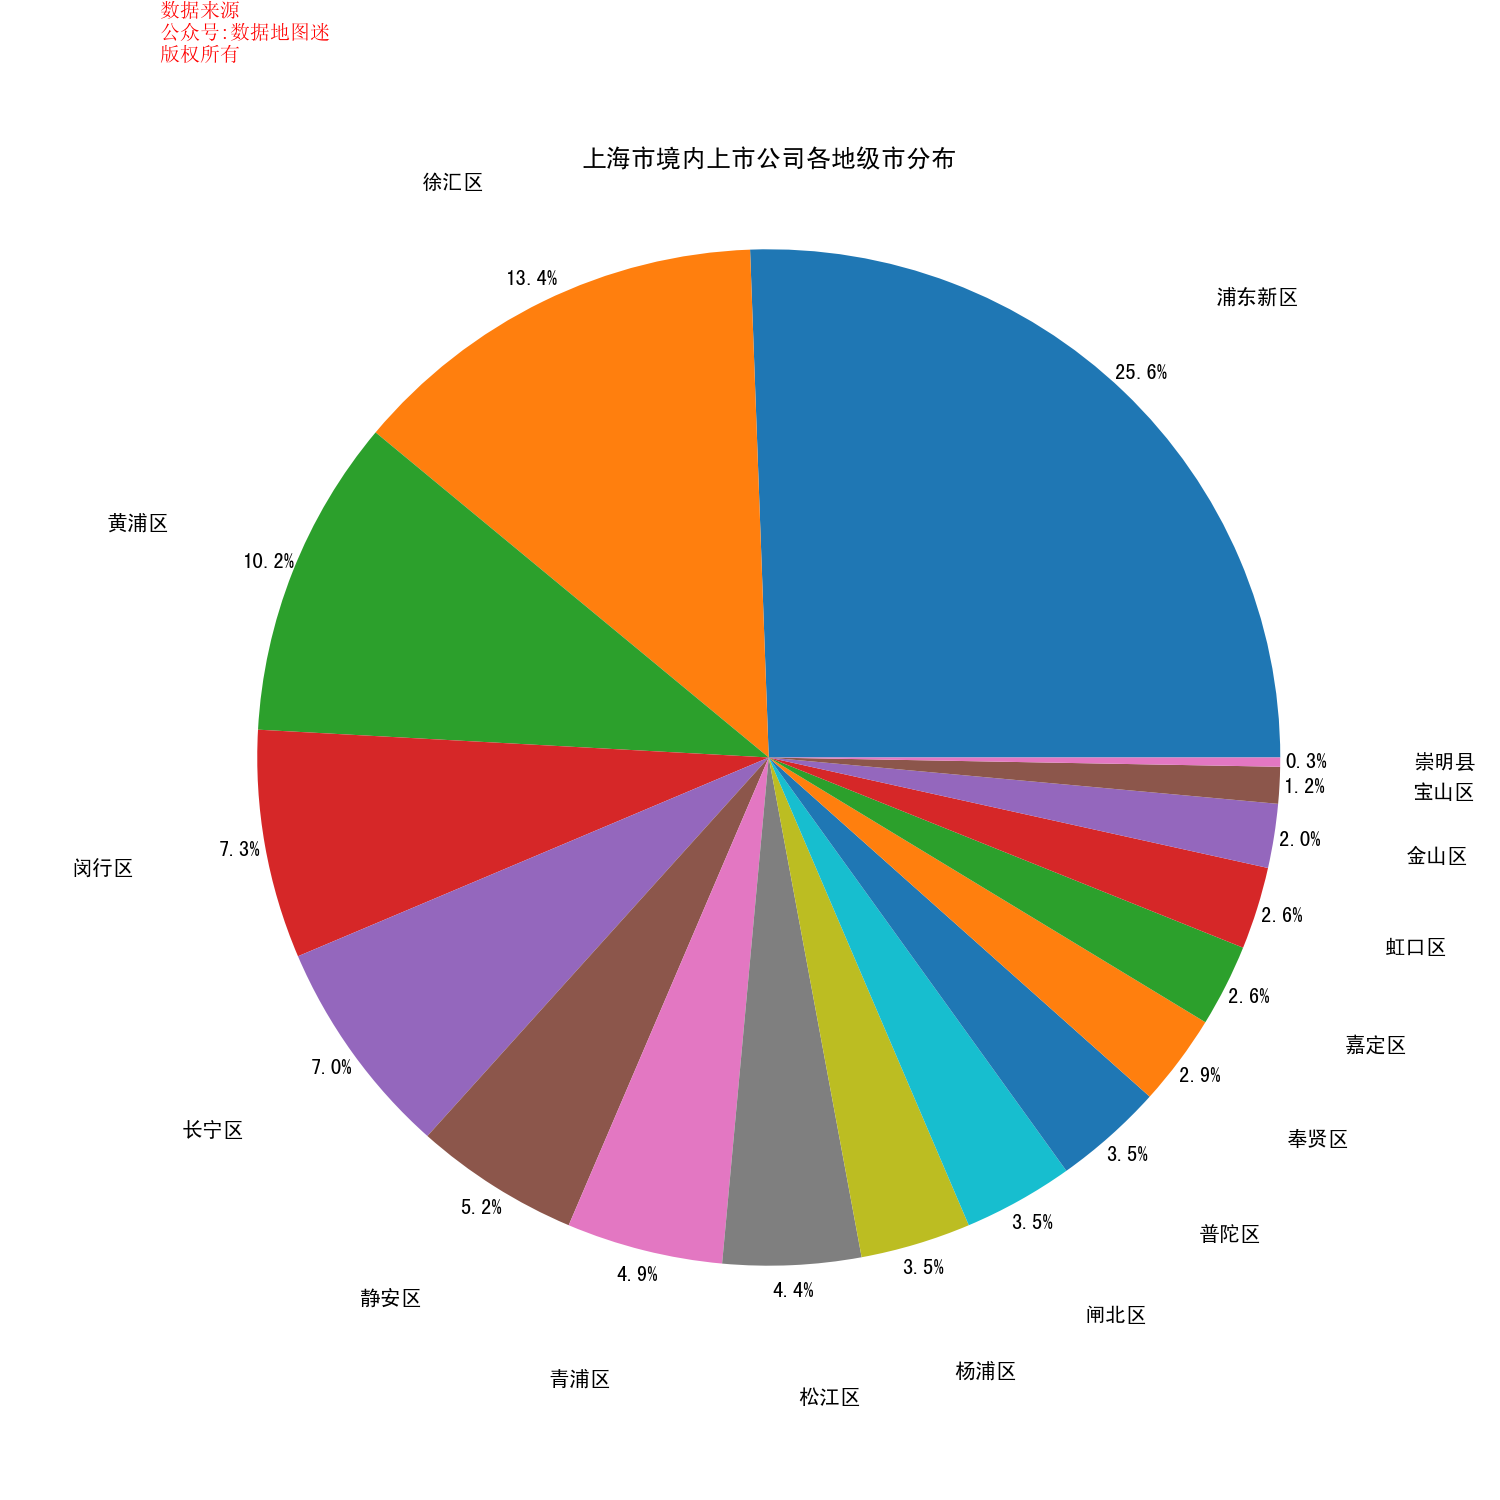 数据来源
公众号:数据地图迷
版权所有
上海市境内上市公司各地级市分布
徐汇区
13.4%
浦东新区
25.6%
黄浦区
10.2%
闵行区
7.3%
长宁区
7.0%
静安区
5.2%
青浦区
4.9%
松江区
4.4%
杨浦区
3.5%
闸北区
3.5%
普陀区
3.5%
奉贤区
2.9%
嘉定区
2.6%
虹口区
2.6%
金山区
2.0%
宝山区
1.2%
崇明县
0.3%